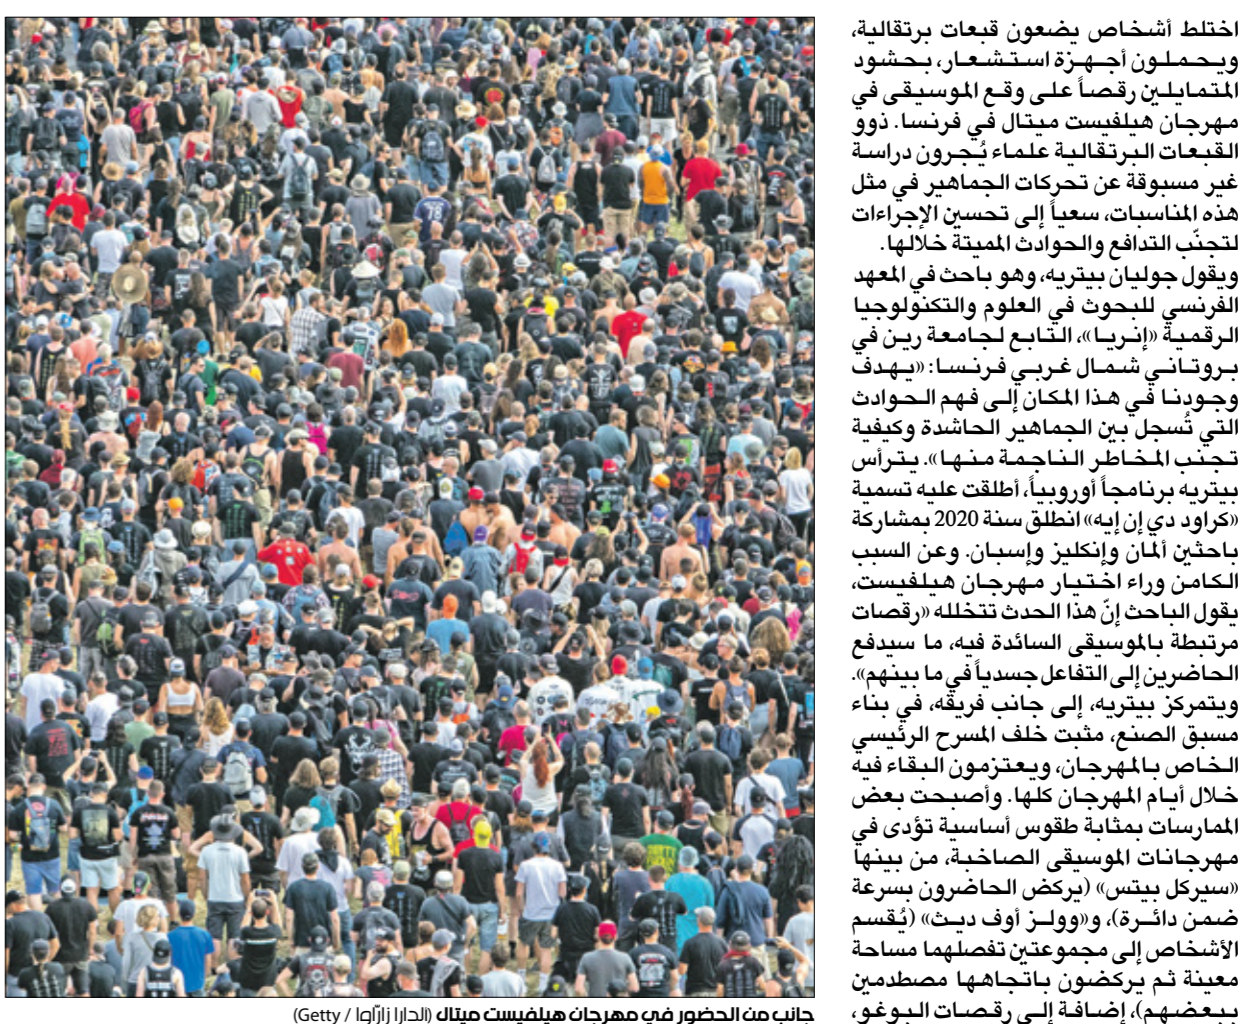 اختلط أشخاص يضعون قبعات برتقالية،
ويحملون أجهزة استشعار، بحشود
المتمايلين رقصاً على وقع الموسيقى في
مهرجان هيلفيست ميتال في فرنسا. ذوو
القبعات البرتقالية علماء يُجرون دراسة
غير مسبوقة عن تحركات الجماهير في مثل
هذه المناسبات، سعياً إلى تحسين الإجراءات
لتجنّب التدافع والحوادث المميتة خلالها.
ويقول جوليان بيتريه، وهو باحث في المعهد
الفرنسي للبحوث في العلوم والتكنولوجيا
الرقمية «إنريا»، التابع لجامعة رين في
بروتاني شمال غربي فرنسا: «يهدف
وجودنا في هذا المكان إلى فهم الحوادث
التي تُسجل بين الجماهير الحاشدة وكيفية
تجنب المخاطر الناجمة منها». يترأس
بيتريه برنامجاً أوروبياً، أطلقت عليه تسمية
«كراود دي إن إيه» انطلق سنة 2020 بمشاركة
باحثين ألمان وإنكليز وإسبان. وعن السبب
الكامن وراء اختيار مهرجان هيلفيست،
يقول الباحث إنّ هذا الحدث تتخلله «رقصات
مرتبطة بالموسيقى السائدة فيه، ما سيدفع
الحاضرين إلى التفاعل جسدياً في ما بينهم».
ويتمركز بيتريه، إلى جانب فريقه، في بناء
مسبق الصنع، مثبت خلف المسرح الرئيسي
الخاص بالمهرجان، ويعتزمون البقاء فيه
خلال أيام المهرجان كلها. وأصبحت بعض
الممارسات بمثابة طقوس أساسية تؤدى في
مهرجانات الموسيقى الصاخبة، من بينها
«سيركل بيتس» (يركض الحاضرون بسرعة
ضمن دائرة)، و«وولز أوف ديث» (يُقسم
الأشخاص إلى مجموعتين تفصلهما مساحة
معينة ثم يركضون باتجاهها مصطدمين
ببعضهم)، إضافة إلى رقصات البوغو،
جانب من الحضور في مهرجان هيلفيست ميتال (الدارا زارّاوا / Getty)